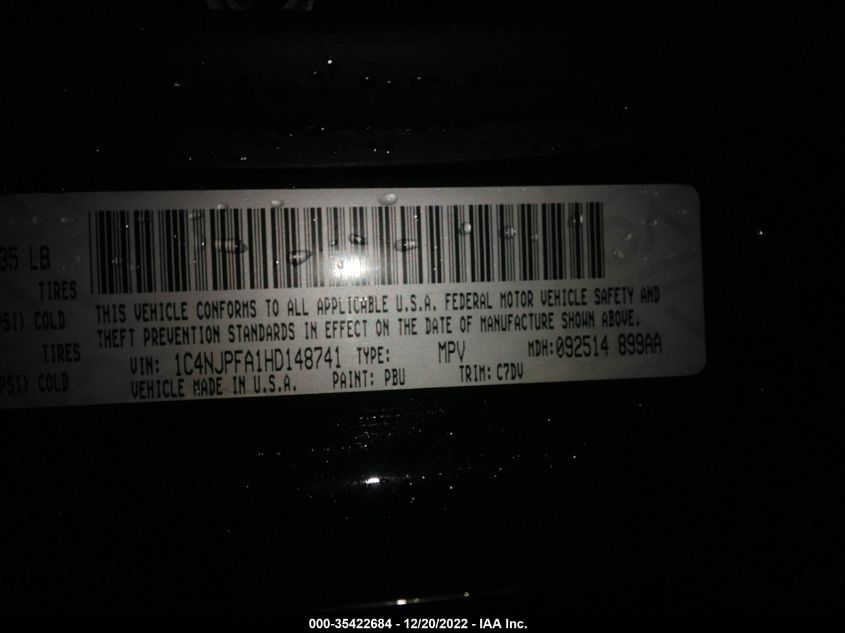 35 LB
TIRES
PSI) COLD
TIRES
PSI) COLD
THIS VEHICLE CONFORMS TO ALL APPLICABLE U.S.A. FEDERAL MOTOR VEHICLE SAFETY AND
THEFT PREVENTION STANDARDS IN EFFECT ON THE DATE OF MANUFACTURE SHOWN ABOVE.
VIN: 1C4NJPFA1HD148741 TYPE: MPV MDH:092514 899AA
VEHICLE MADE IN U.S.A. PAINT: PBU TRIM: C7DV
000-35422684 - 12/20/2022 - IAA Inc.